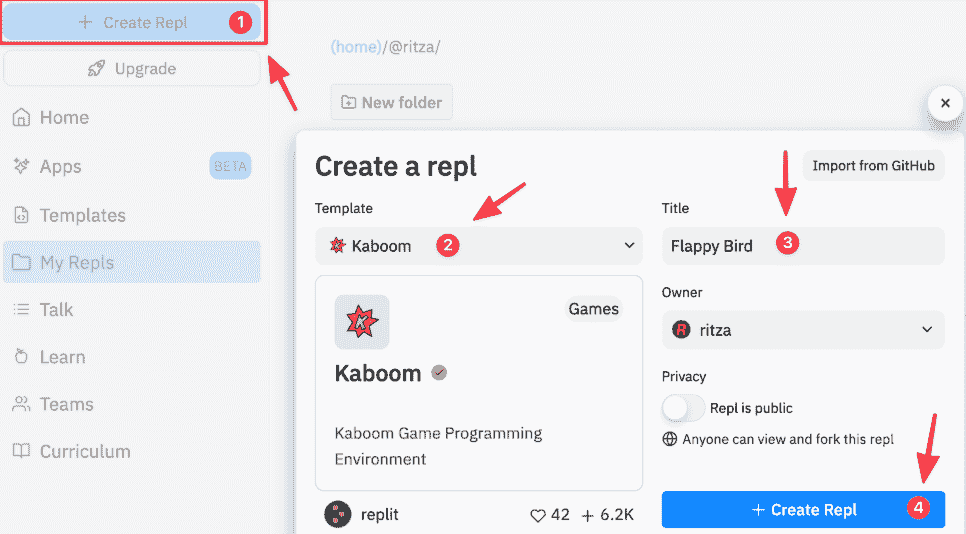 + Create Repl 1
Upgrade
Home
Apps BETA
Templates
My Repls
Talk
Learn
Teams
Curriculum
(home)/@ritza/
New folder
Create a repl
Import from GitHub
Template
Kaboom 2
Games
Kaboom
Kaboom Game Programming
Environment
replit 42 + 6.2K
Title
Flappy Bird 3
Owner
R ritza
Privacy
Repl is public
Anyone can view and fork this repl
+ Create Repl 4